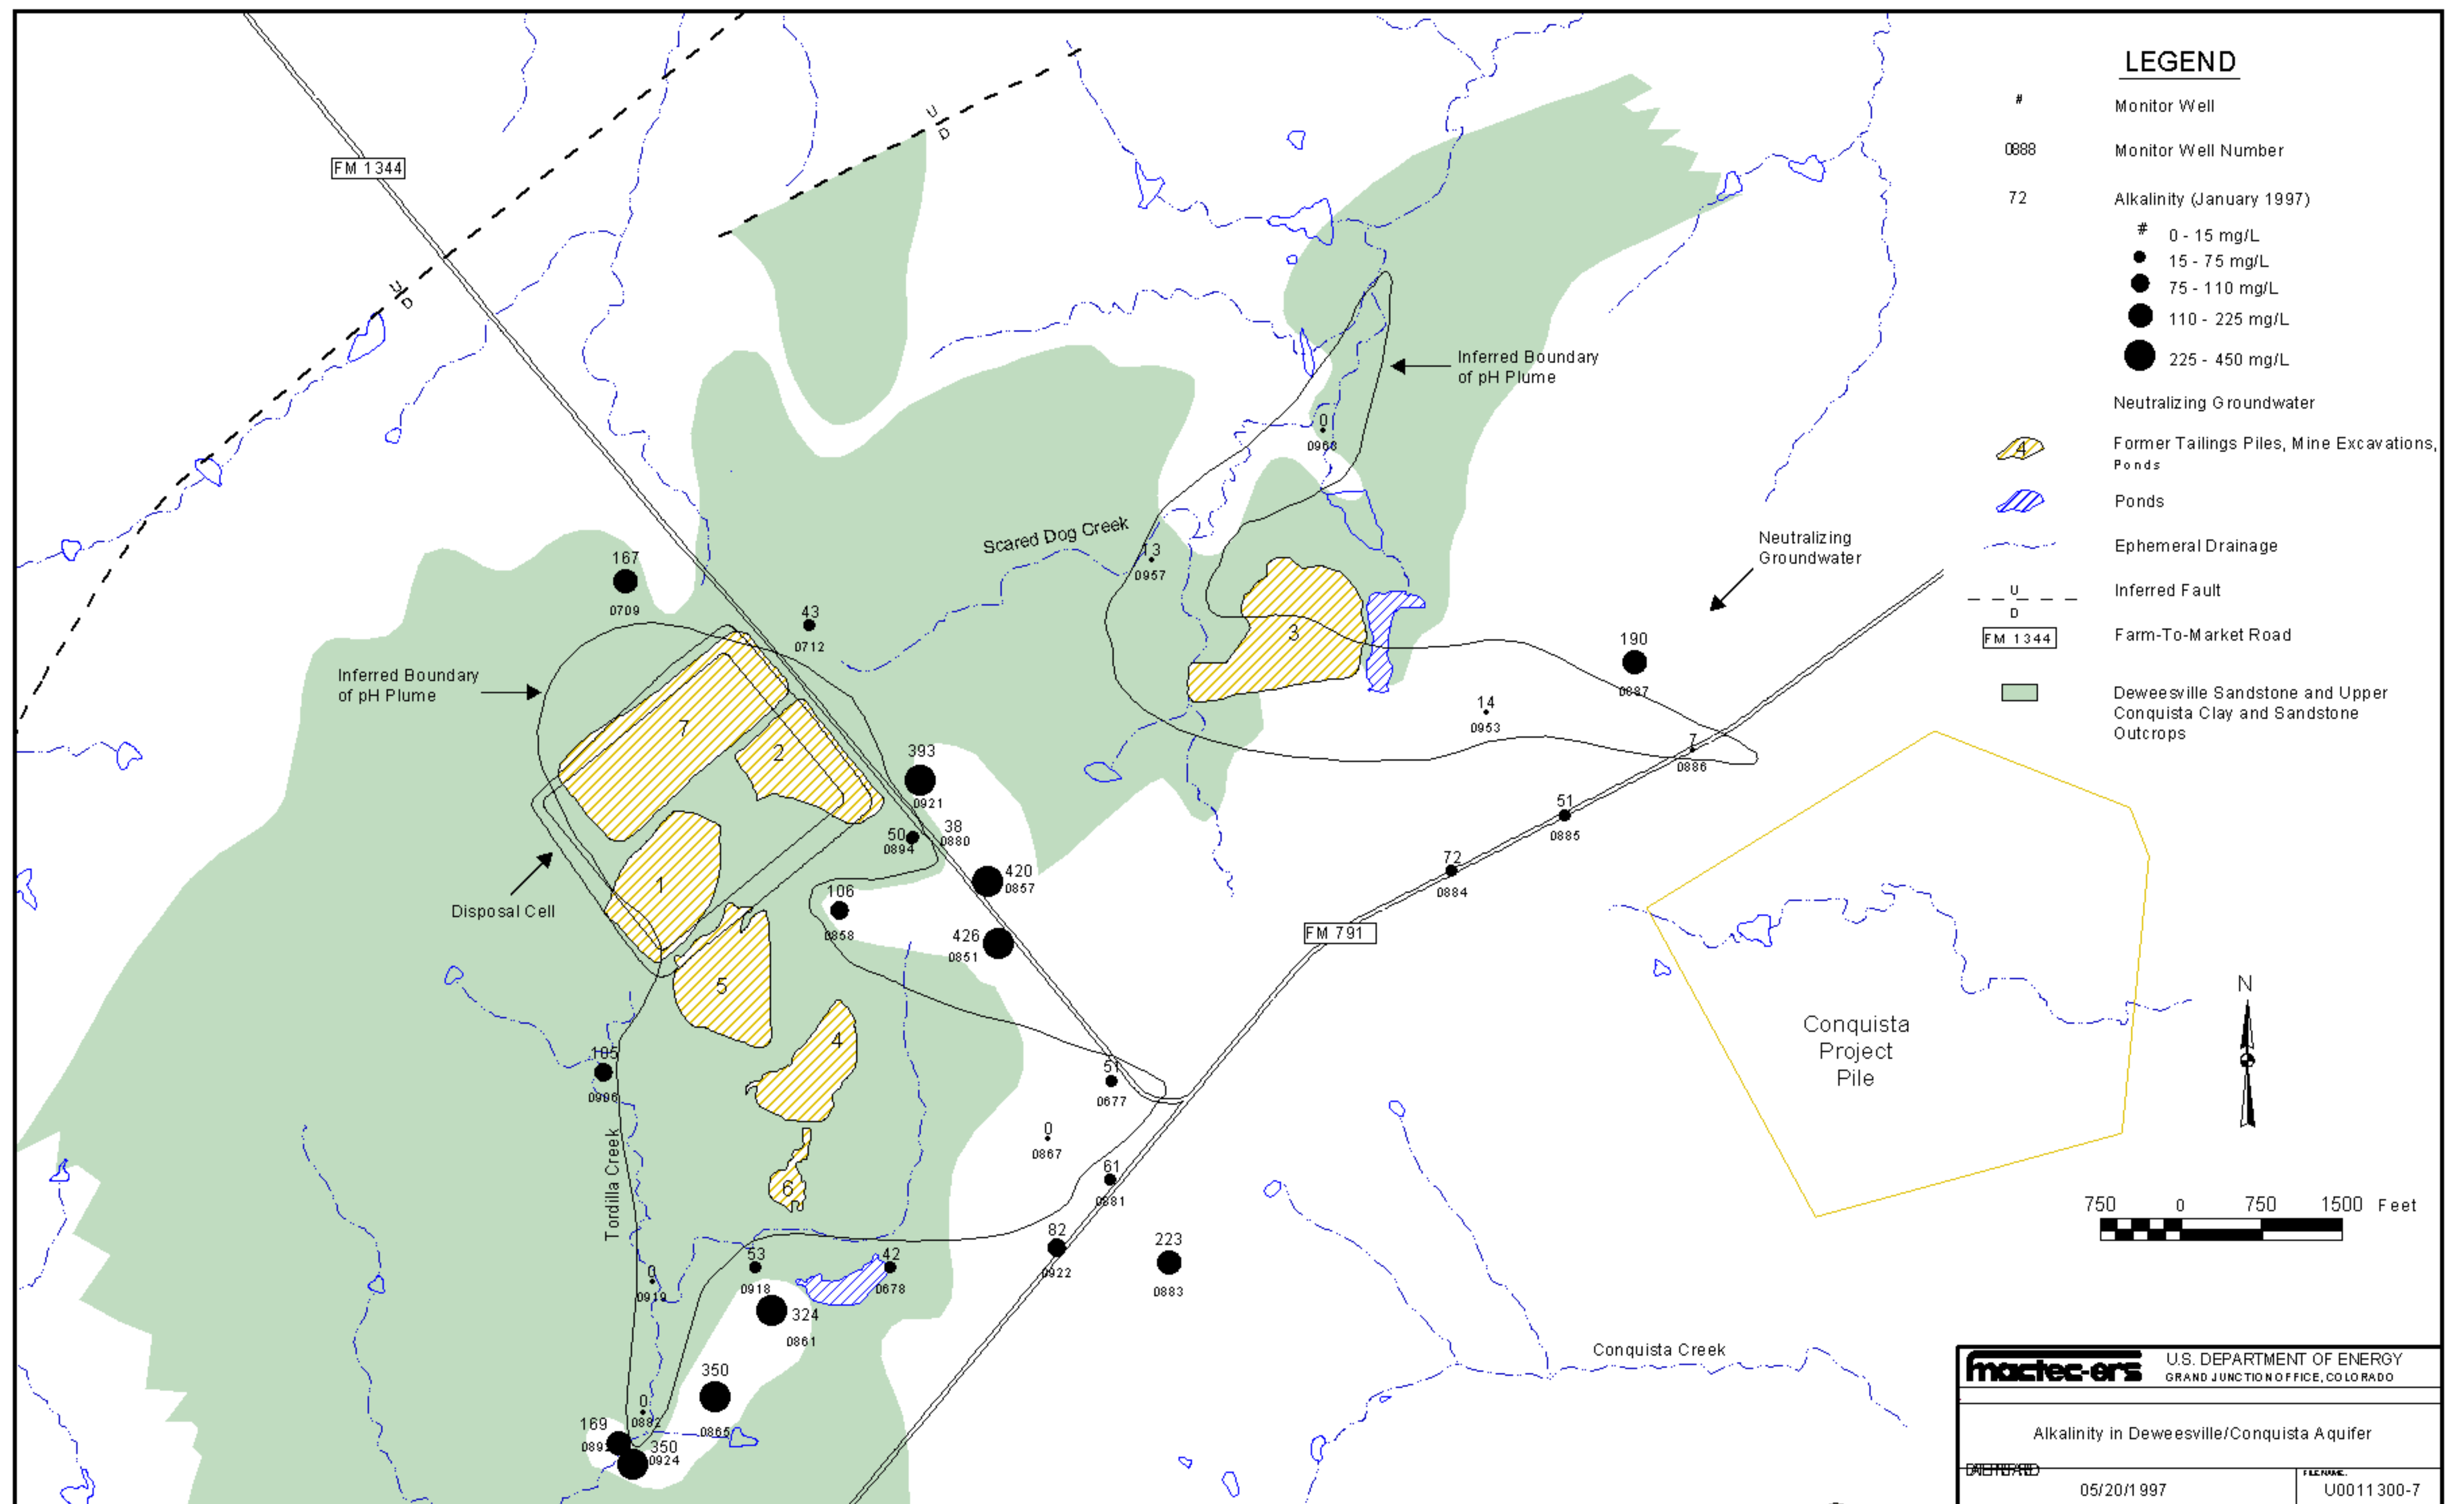 LEGEND
#
Monitor Well
0888
Monitor Well Number
72
Alkalinity (January 1997)
# 0 - 15 mg/L
15 - 75 mg/L
75 - 110 mg/L
110 - 225 mg/L
225 - 450 mg/L
Neutralizing Groundwater
4
Former Tailings Piles, Mine Excavations,
Ponds
Ponds
Ephemeral Drainage
U
D
Inferred Fault
FM 1344
Farm-To-Market Road
Deweesville Sandstone and Upper
Conquista Clay and Sandstone
Outcrops
FM 1344
U
D
U
D
Inferred Boundary
of pH Plume
0
0966
Scared Dog Creek
13
0957
Neutralizing
Groundwater
167
0709
43
0712
3
190
0887
Inferred Boundary
of pH Plume
7
2
14
0953
7
0886
393
0921
50
0894
38
0880
51
0885
420
0857
72
0884
1
106
0858
Disposal Cell
426
0851
FM 791
5
4
Conquista
Project
Pile
N
105
0906
51
0677
0
0867
Tordilla Creek
6
61
0881
750 0 750 1500 Feet
82
0922
223
0883
53
0918
42
0678
0
0919
324
0861
Conquista Creek
350
0865
0
0882
169
350
0924
mactec-ers
U.S. DEPARTMENT OF ENERGY
GRAND JUNCTION OFFICE, COLORADO
Alkalinity in Deweesville/Conquista Aquifer
05/20/1997
FILENAME:
U0011300-7